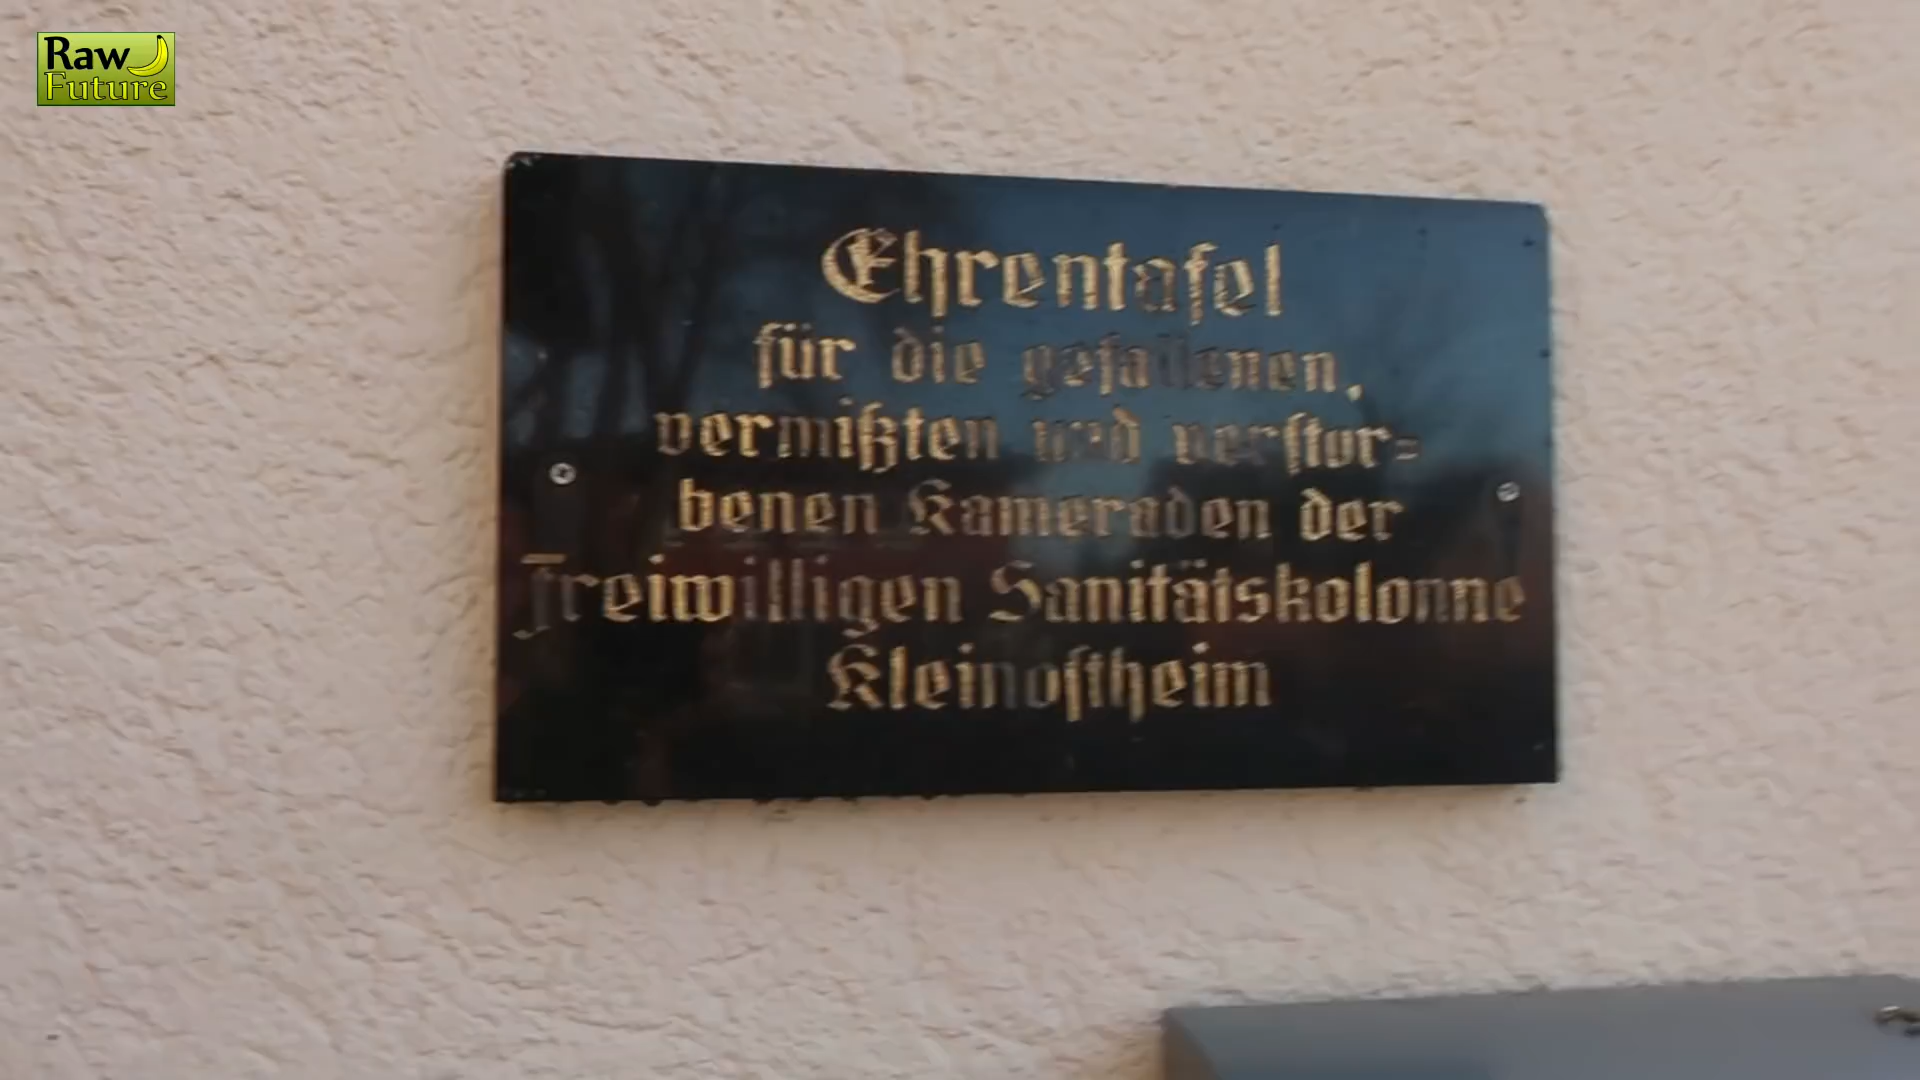 Raw
Future
Ehrentafel
für die gefallenen,
vermißten und verstor=
benen Kameraden der
Freiwilligen Sanitätskolonne
Kleinostheim